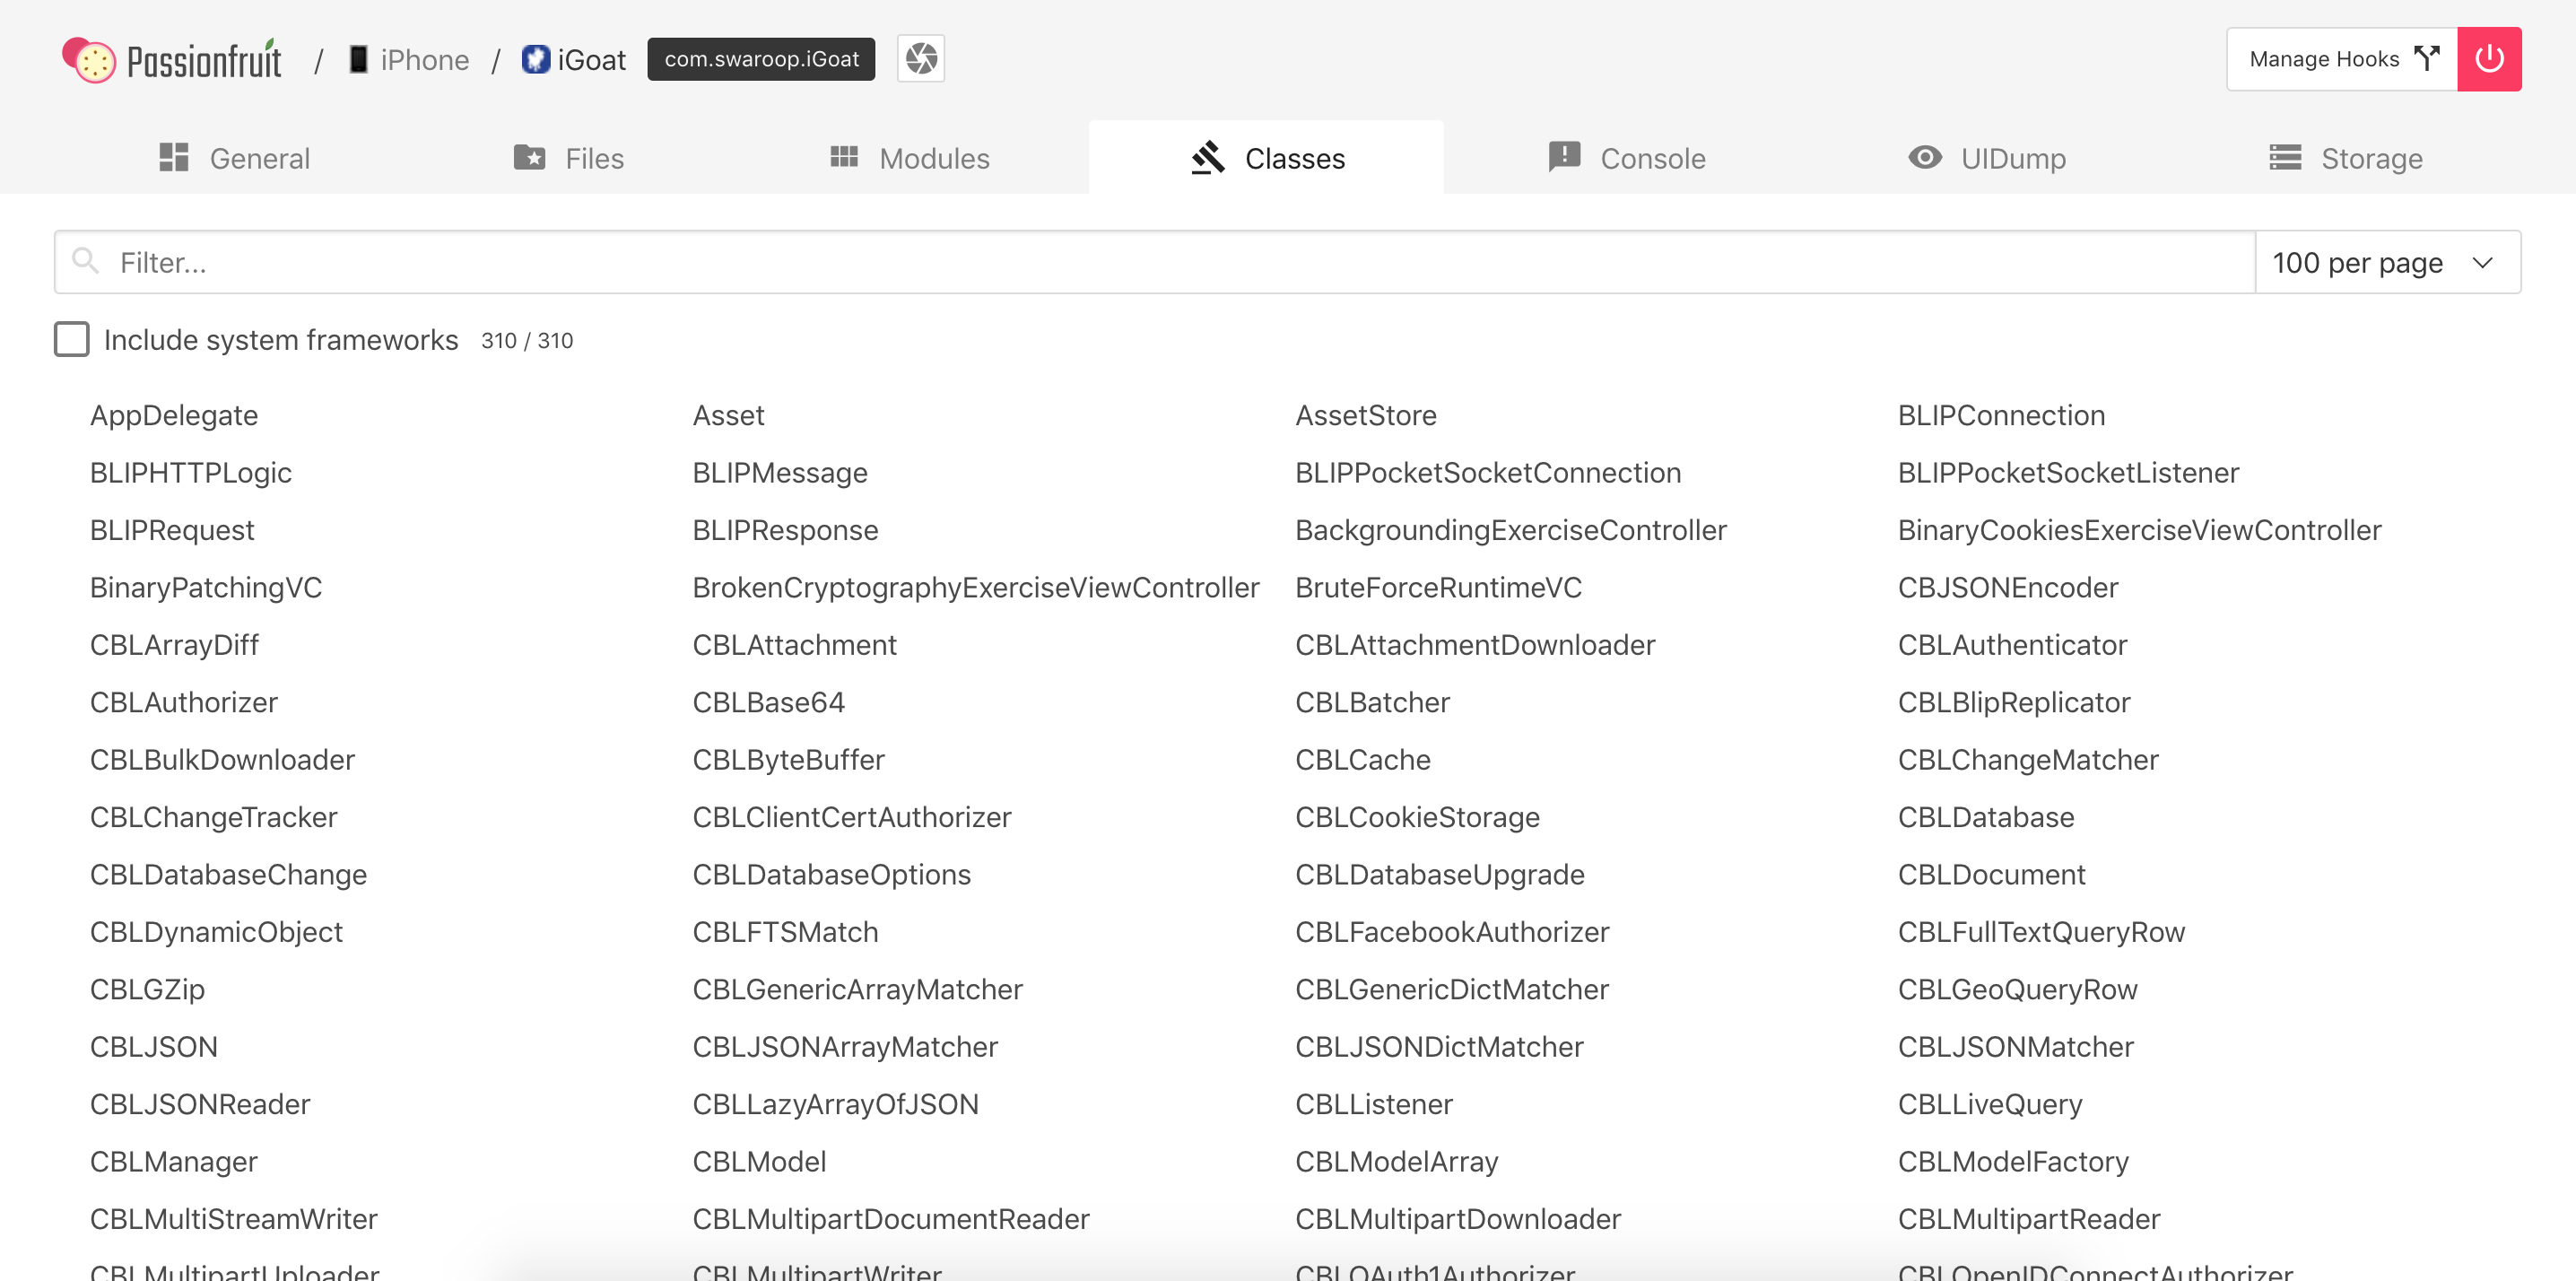 Passionfruit / iPhone / iGoat com.swaroop.iGoat Manage Hooks
General Files Modules Classes Console UIDump Storage
Filter... 100 per page
Include system frameworks 310 / 310
AppDelegate Asset AssetStore BLIPConnection
BLIPHTTPLogic BLIPMessage BLIPPocketSocketConnection BLIPPocketSocketListener
BLIPRequest BLIPResponse BackgroundingExerciseController BinaryCookiesExerciseViewController
BinaryPatchingVC BrokenCryptographyExerciseViewController BruteForceRuntimeVC CBJSONEncoder
CBLArrayDiff CBLAttachment CBLAttachmentDownloader CBLAuthenticator
CBLAuthorizer CBLBase64 CBLBatcher CBLBlipReplicator
CBLBulkDownloader CBLByteBuffer CBLCache CBLChangeMatcher
CBLChangeTracker CBLClientCertAuthorizer CBLCookieStorage CBLDatabase
CBLDatabaseChange CBLDatabaseOptions CBLDatabaseUpgrade CBLDocument
CBLDynamicObject CBLFTSMatch CBLFacebookAuthorizer CBLFullTextQueryRow
CBLGZip CBLGenericArrayMatcher CBLGenericDictMatcher CBLGeoQueryRow
CBLJSON CBLJSONArrayMatcher CBLJSONDictMatcher CBLJSONMatcher
CBLJSONReader CBLLazyArrayOfJSON CBLListener CBLLiveQuery
CBLManager CBLModel CBLModelArray CBLModelFactory
CBLMultiStreamWriter CBLMultipartDocumentReader CBLMultipartDownloader CBLMultipartReader
CBLMultipartUploader CBLMultipartWriter CBLOAuth1Authorizer CBLOpenIDConnectAuthorizer